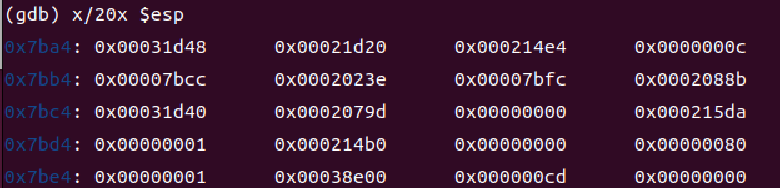 (gdb) x/20x $esp
0x7ba4: 0x00031d48 0x00021d20 0x000214e4 0x0000000c
0x7bb4: 0x00007bcc 0x0002023e 0x00007bfc 0x0002088b
0x7bc4: 0x00031d40 0x0002079d 0x00000000 0x000215da
0x7bd4: 0x00000001 0x000214b0 0x00000000 0x00000080
0x7be4: 0x00000001 0x00038e00 0x000000cd 0x00000000